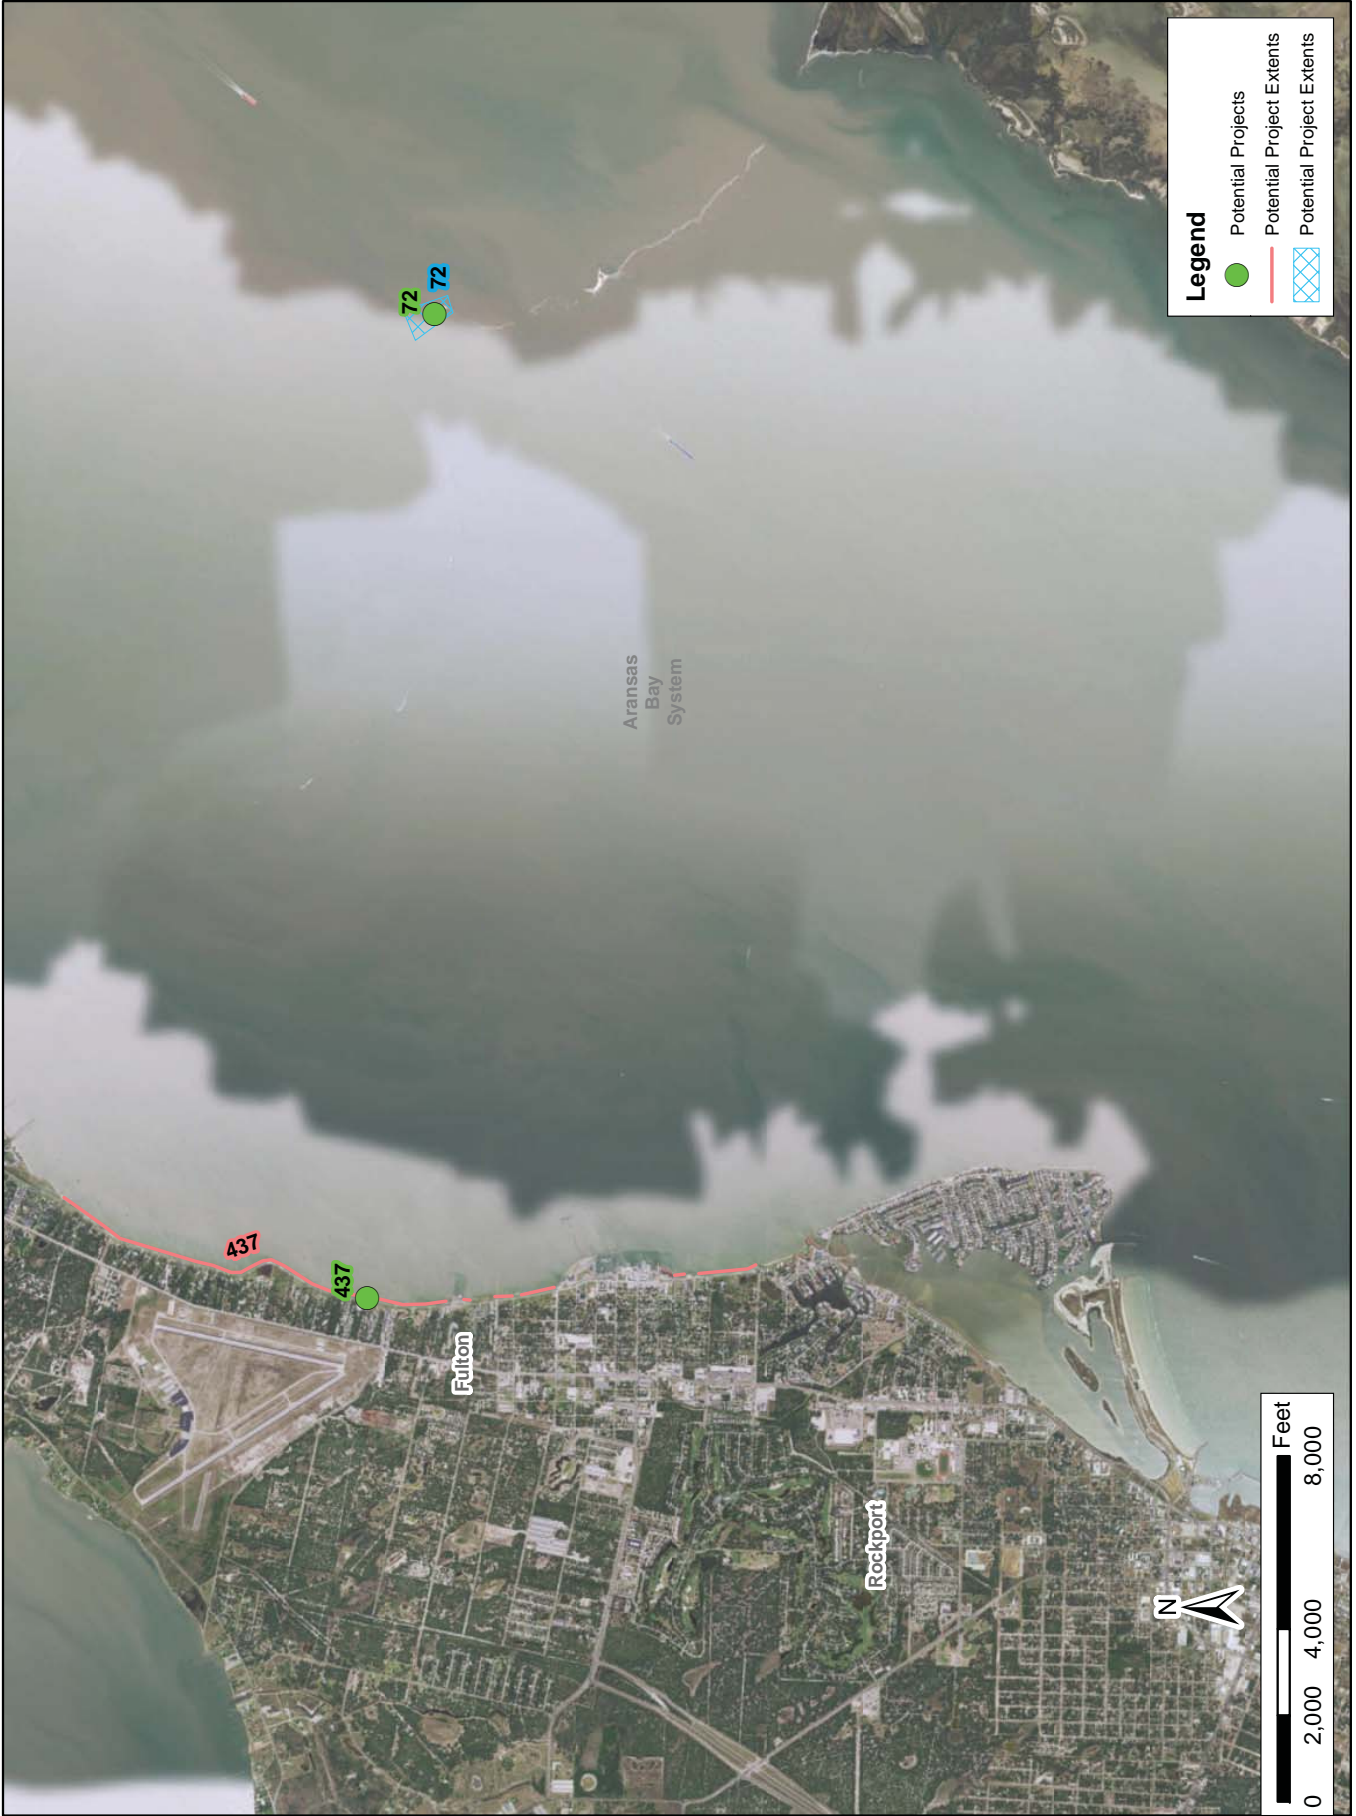 Legend
Potential Projects
Potential Project Extents
Potential Project Extents
72
72
437
437
Aransas
Bay
System
Fulton
Rockport
N
Feet
0 2,000 4,000 8,000